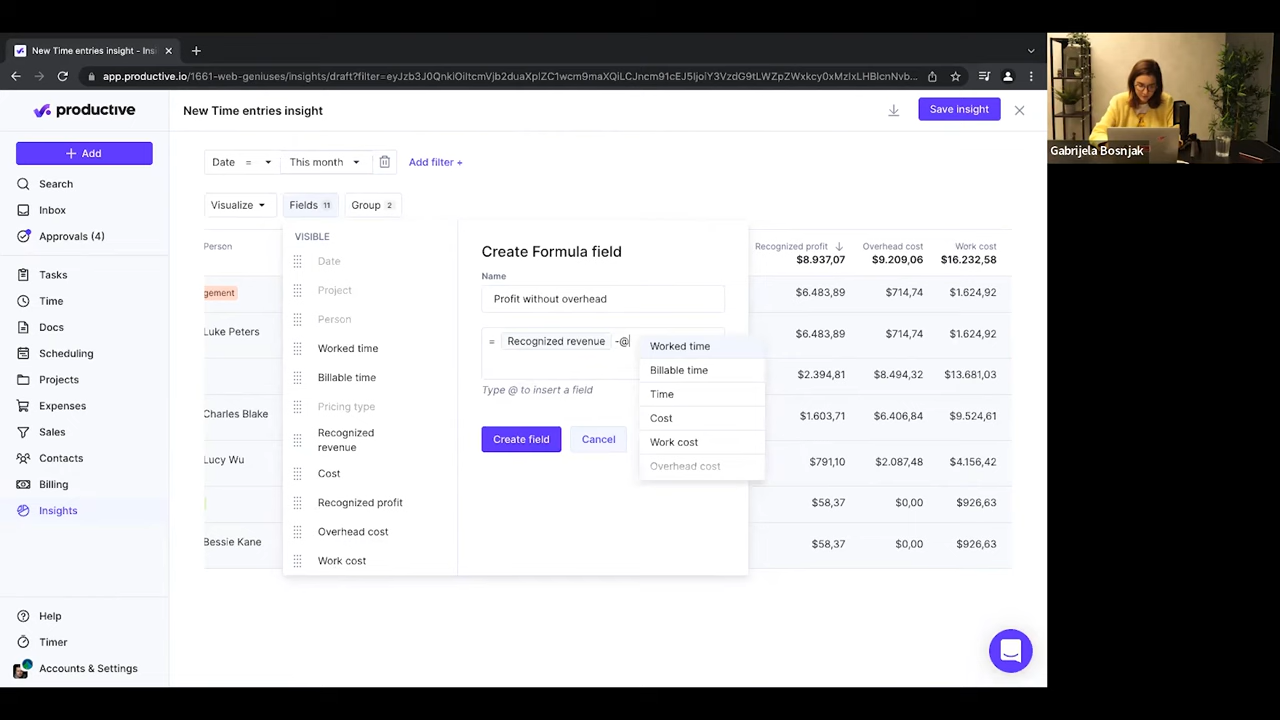 New Time entries insight - Insi
app.productive.io/1661-web-geniuses/insights/draft?filter=
productive
New Time entries insight
Save insight
Gabrijela Bosnjak
Add
Date = This month Add filter +
Search
Visualize Fields 11 Group 2
Inbox
Approvals (4)
VISIBLE
Person Recognized profit Overhead cost Work cost
$8.937,07 $9.209,06 $16.232,58
Create Formula field
Date
Name
Tasks
Project
gement $6.483,89 $714,74 $1.624,92
Profit without overhead
Time
Person
Luke Peters $6.483,89 $714,74 $1.624,92
Docs
= Recognized revenue -@
Worked time
Worked time
Scheduling
Billable time
Billable time
$2.394,81 $8.494,32 $13.681,03
Projects
Type @ to insert a field
Time
Pricing type
Expenses
Charles Blake $1.603,71 $6.406,84 $9.524,61
Cost
Sales
Recognized
revenue
Create field Cancel
Work cost
Contacts
Lucy Wu $791,10 $2.087,48 $4.156,42
Overhead cost
Cost
Billing
Recognized profit
$58,37 $0,00 $926,63
Insights
Overhead cost
Bessie Kane $58,37 $0,00 $926,63
Work cost
Help
Timer
Accounts & Settings